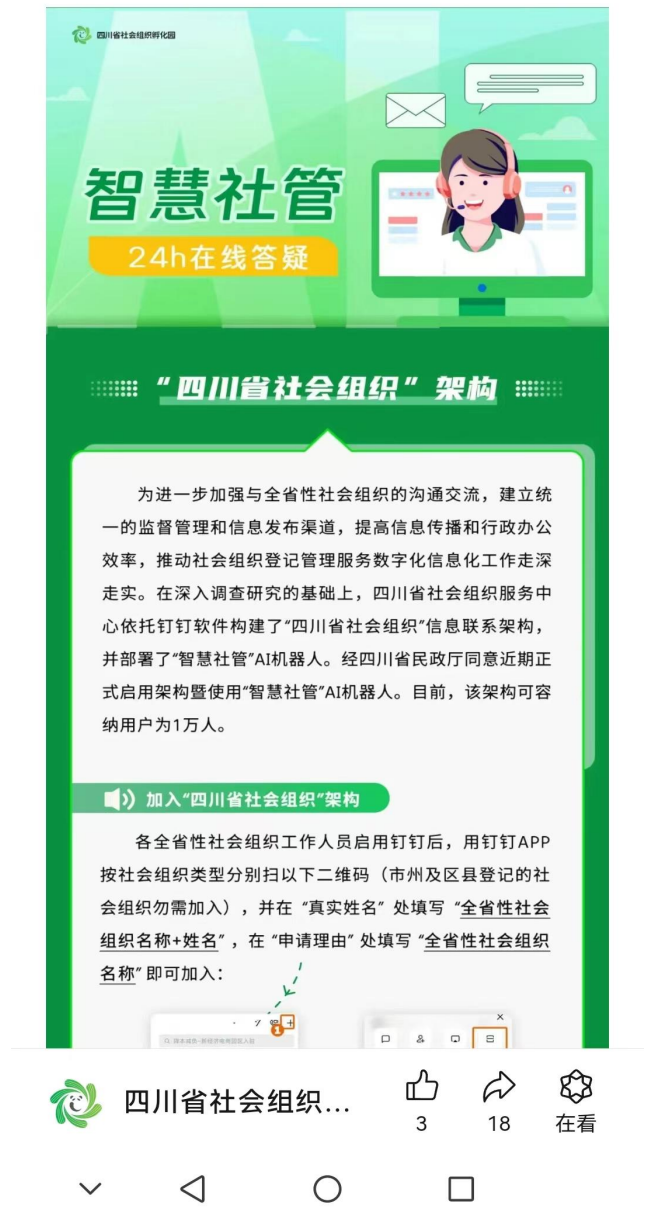 四川省社会组织孵化园
智慧社管
24h在线答疑
“四川省社会组织”架构
为进一步加强与全省性社会组织的沟通交流，建立统
一的监督管理和信息发布渠道，提高信息传播和行政办公
效率，推动社会组织登记管理服务数字化信息化工作走深
走实。在深入调查研究的基础上，四川省社会组织服务中
心依托钉钉软件构建了“四川省社会组织”信息联系架构，
并部署了“智慧社管”AI机器人。经四川省民政厅同意近期正
式启用架构暨使用“智慧社管”AI机器人。目前，该架构可容
纳用户为1万人。
加入“四川省社会组织”架构
各全省性社会组织工作人员启用钉钉后，用钉钉APP
按社会组织类型分别扫以下二维码（市州及区县登记的社
会组织勿需加入），并在“真实姓名”处填写“全省性社会
组织名称+姓名”，在“申请理由”处填写“全省性社会组织
名称”即可加入：
1
四川省社会组织...
3
18
在看